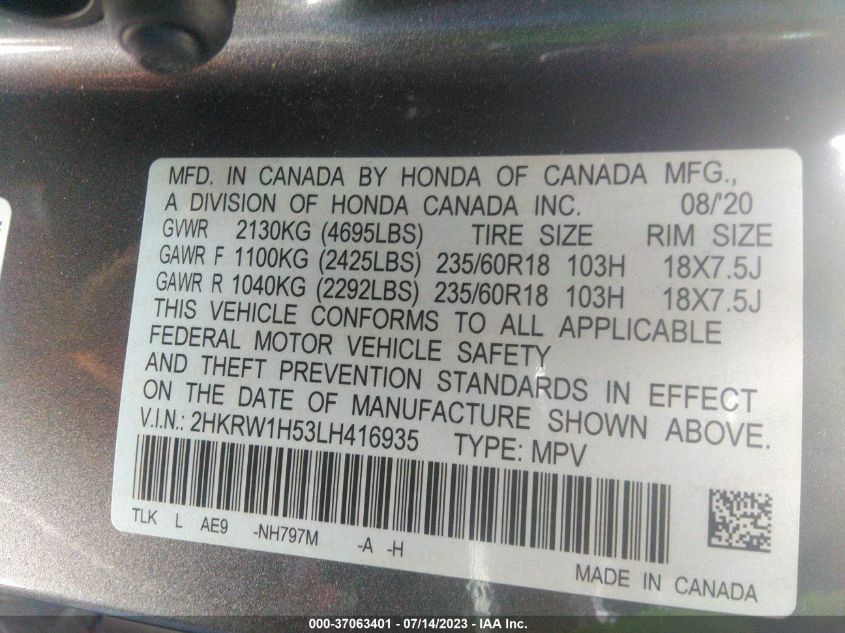 MFD. IN CANADA BY HONDA OF CANADA MFG.,
A DIVISION OF HONDA CANADA INC. 08/'20
GVWR 2130KG (4695LBS) TIRE SIZE RIM SIZE
GAWR F 1100KG (2425LBS) 235/60R18 103H 18X7.5J
GAWR R 1040KG (2292LBS) 235/60R18 103H 18X7.5J
THIS VEHICLE CONFORMS TO ALL APPLICABLE
FEDERAL MOTOR VEHICLE SAFETY
AND THEFT PREVENTION STANDARDS IN EFFECT
ON THE DATE OF MANUFACTURE SHOWN ABOVE.
V.I.N.: 2HKRW1H53LH416935 TYPE: MPV
TLK L AE9 -NH797M -A -H
MADE IN CANADA
000-37063401 - 07/14/2023 - IAA Inc.